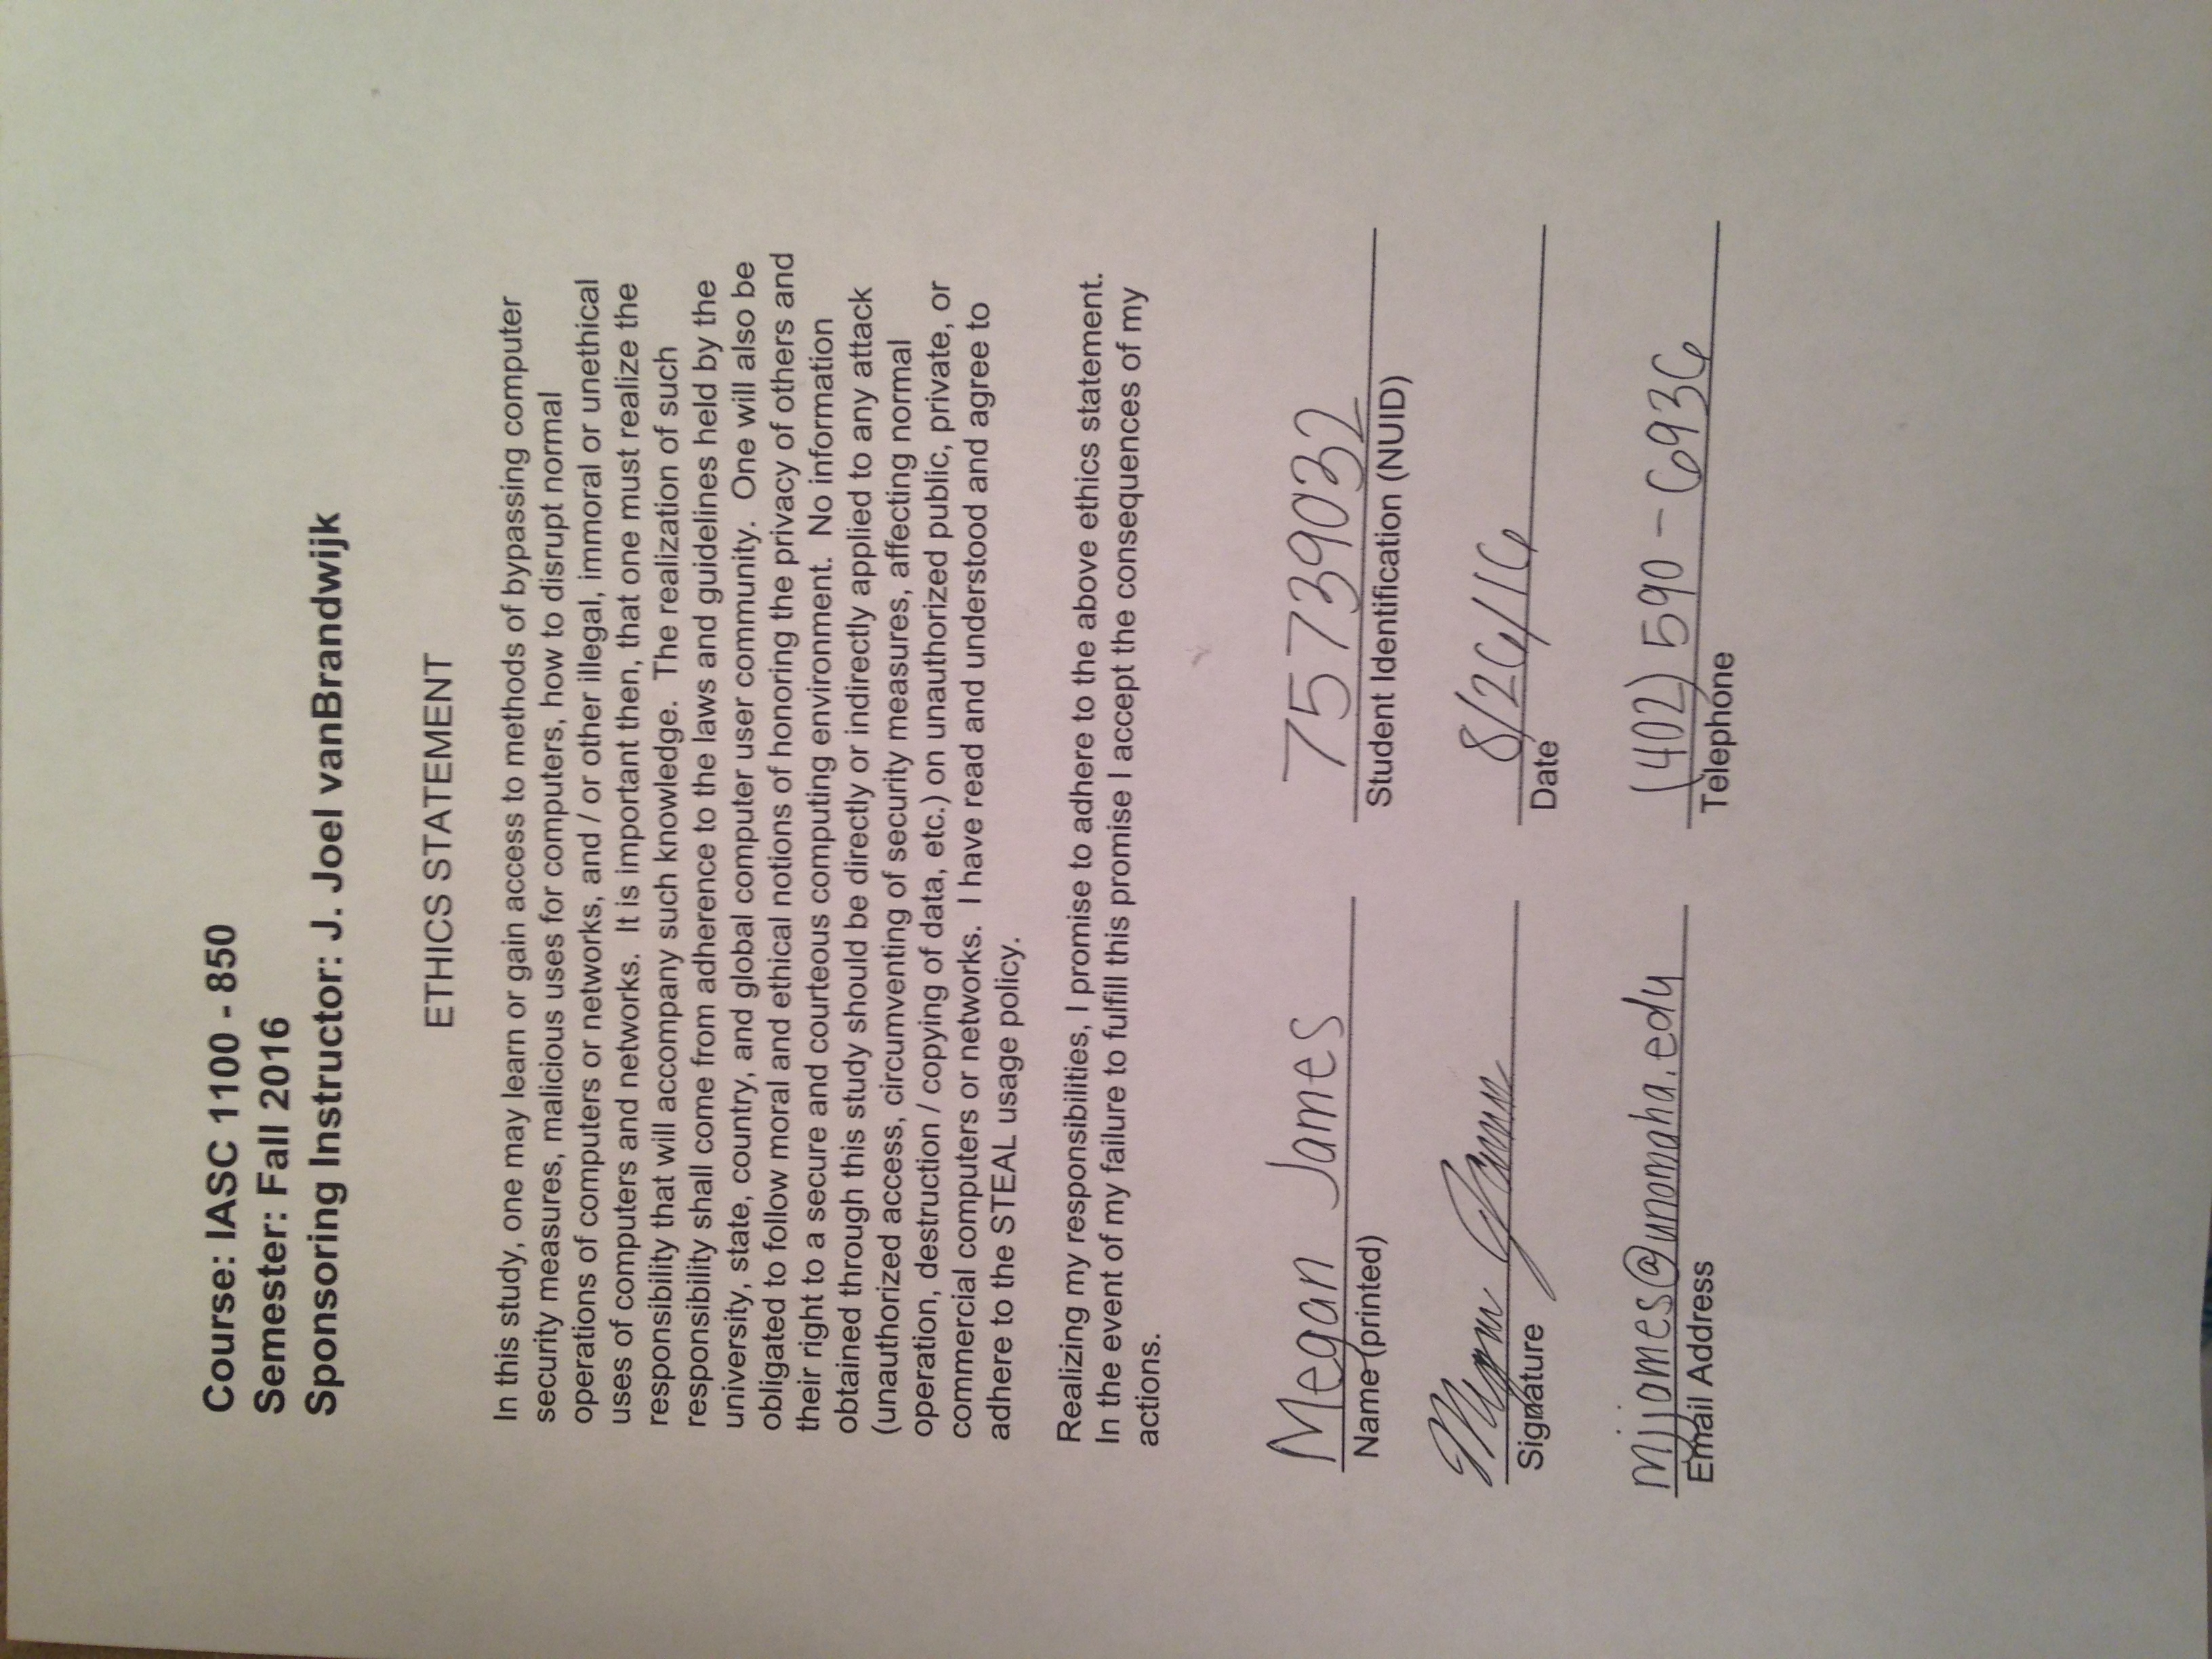 Course: IASC 1100 - 850
Semester: Fall 2016
Sponsoring Instructor: J. Joel vanBrandwijk
ETHICS STATEMENT
In this study, one may learn or gain access to methods of bypassing computer
security measures, malicious uses for computers, how to disrupt normal
operations of computers or networks, and / or other illegal, immoral or unethical
uses of computers and networks.  It is important then, that one must realize the
responsibility that will accompany such knowledge.  The realization of such
responsibility shall come from adherence to the laws and guidelines held by the
university, state, country, and global computer user community.  One will also be
obligated to follow moral and ethical notions of honoring the privacy of others and
their right to a secure and courteous computing environment.  No information
obtained through this study should be directly or indirectly applied to any attack
(unauthorized access, circumventing of security measures, affecting normal
operation, destruction / copying of data, etc.) on unauthorized public, private, or
commercial computers or networks.  I have read and understood and agree to
adhere to the STEAL usage policy.
Realizing my responsibilities, I promise to adhere to the above ethics statement.
In the event of my failure to fulfill this promise I accept the consequences of my
actions.
Megan James 75739032
Name (printed) Student Identification (NUID)
Megan James 8/26/16
Signature Date
mjjames@unomaha.edu (402) 590-6936
Email Address Telephone